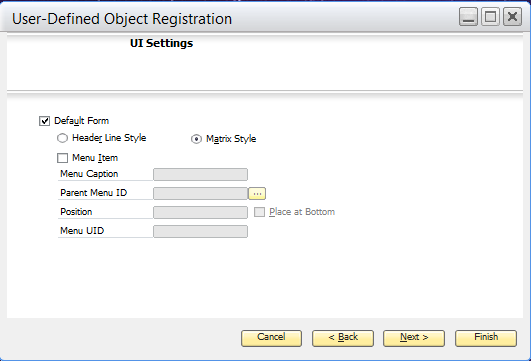 User-Defined Object Registration
UI Settings
Default Form
Header Line Style Matrix Style
Menu Item
Menu Caption
Parent Menu ID ...
Position Place at Bottom
Menu UID
Cancel < Back Next > Finish